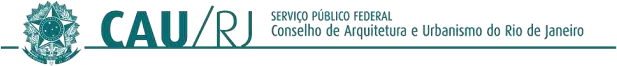 CAU/RJ
SERVIÇO PÚBLICO FEDERAL
Conselho de Arquitetura e Urbanismo do Rio de Janeiro